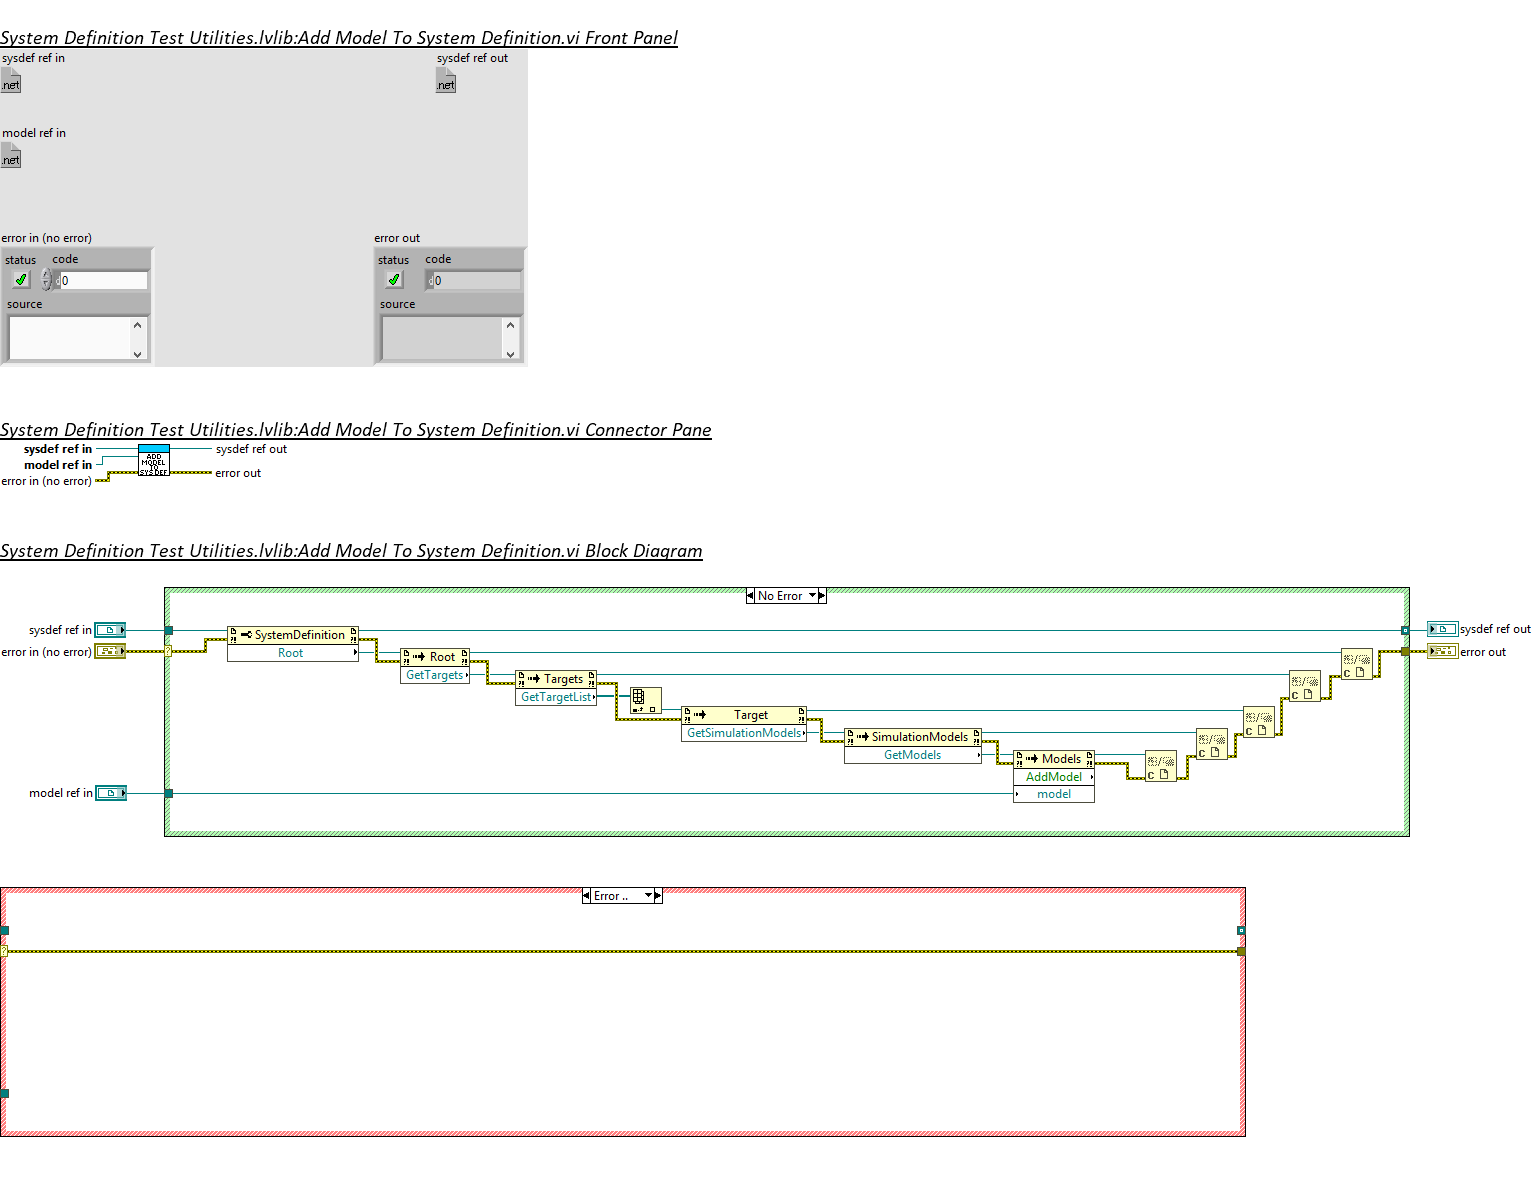 System Definition Test Utilities.lvlib:Add Model To System Definition.vi Front Panel
sysdef ref in
sysdef ref out
.net
.net
model ref in
.net
error in (no error)
error out
status code
status code
d 0
d 0
source
source
System Definition Test Utilities.lvlib:Add Model To System Definition.vi Connector Pane
sysdef ref in
sysdef ref out
model ref in
error in (no error)
error out
ADD
MODEL
TO
SYSDEF
System Definition Test Utilities.lvlib:Add Model To System Definition.vi Block Diagram
No Error
sysdef ref in
sysdef ref out
error in (no error)
error out
?
SystemDefinition
Root
Root
GetTargets
Targets
GetTargetList
Target
GetSimulationModels
SimulationModels
GetModels
Models
AddModel
model
C
C
C
C
C
model ref in
Error ..
?